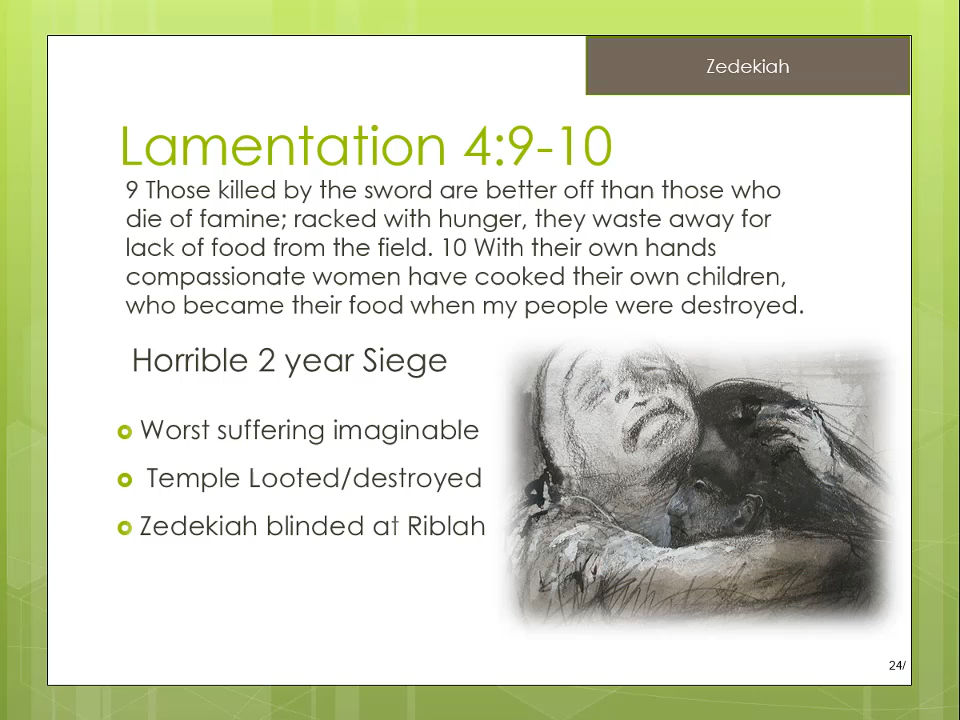 Zedekiah
Lamentation 4:9-10
9 Those killed by the sword are better off than those who
die of famine; racked with hunger, they waste away for
lack of food from the field. 10 With their own hands
compassionate women have cooked their own children,
who became their food when my people were destroyed.
Horrible 2 year Siege
Worst suffering imaginable
Temple Looted/destroyed
Zedekiah blinded at Riblah
24/